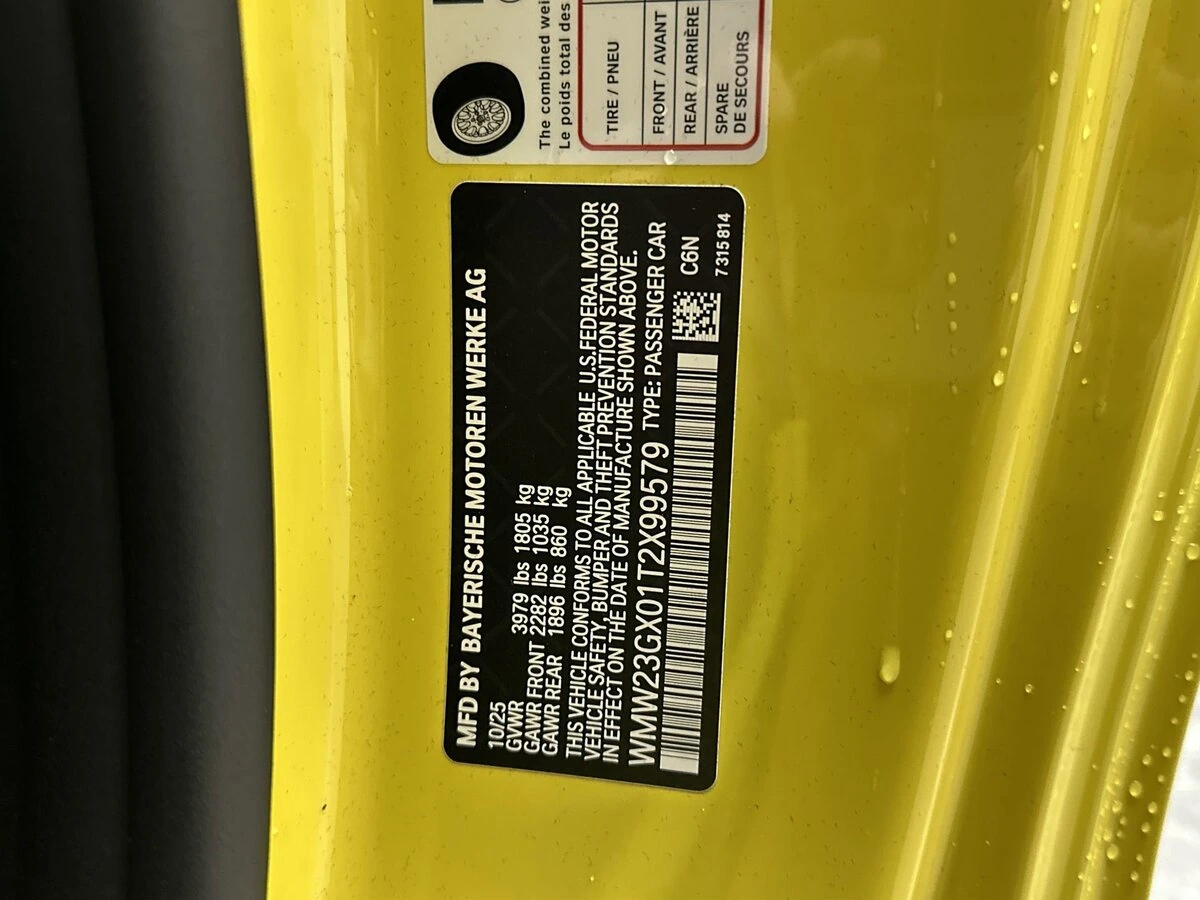 The combined wei
Le poids total des
TIRE / PNEU
FRONT / AVANT
REAR / ARRIÈRE
SPARE
DE SECOURS
MFD BY BAYERISCHE MOTOREN WERKE AG
10/25
GVWR 3979 lbs 1805 kg
GAWR FRONT 2282 lbs 1035 kg
GAWR REAR 1896 lbs 860 kg
THIS VEHICLE CONFORMS TO ALL APPLICABLE U.S. FEDERAL MOTOR
VEHICLE SAFETY, BUMPER AND THEFT PREVENTION STANDARDS
IN EFFECT ON THE DATE OF MANUFACTURE SHOWN ABOVE.
WMW23GX01T2X99579 TYPE: PASSENGER CAR
C6N
7315814